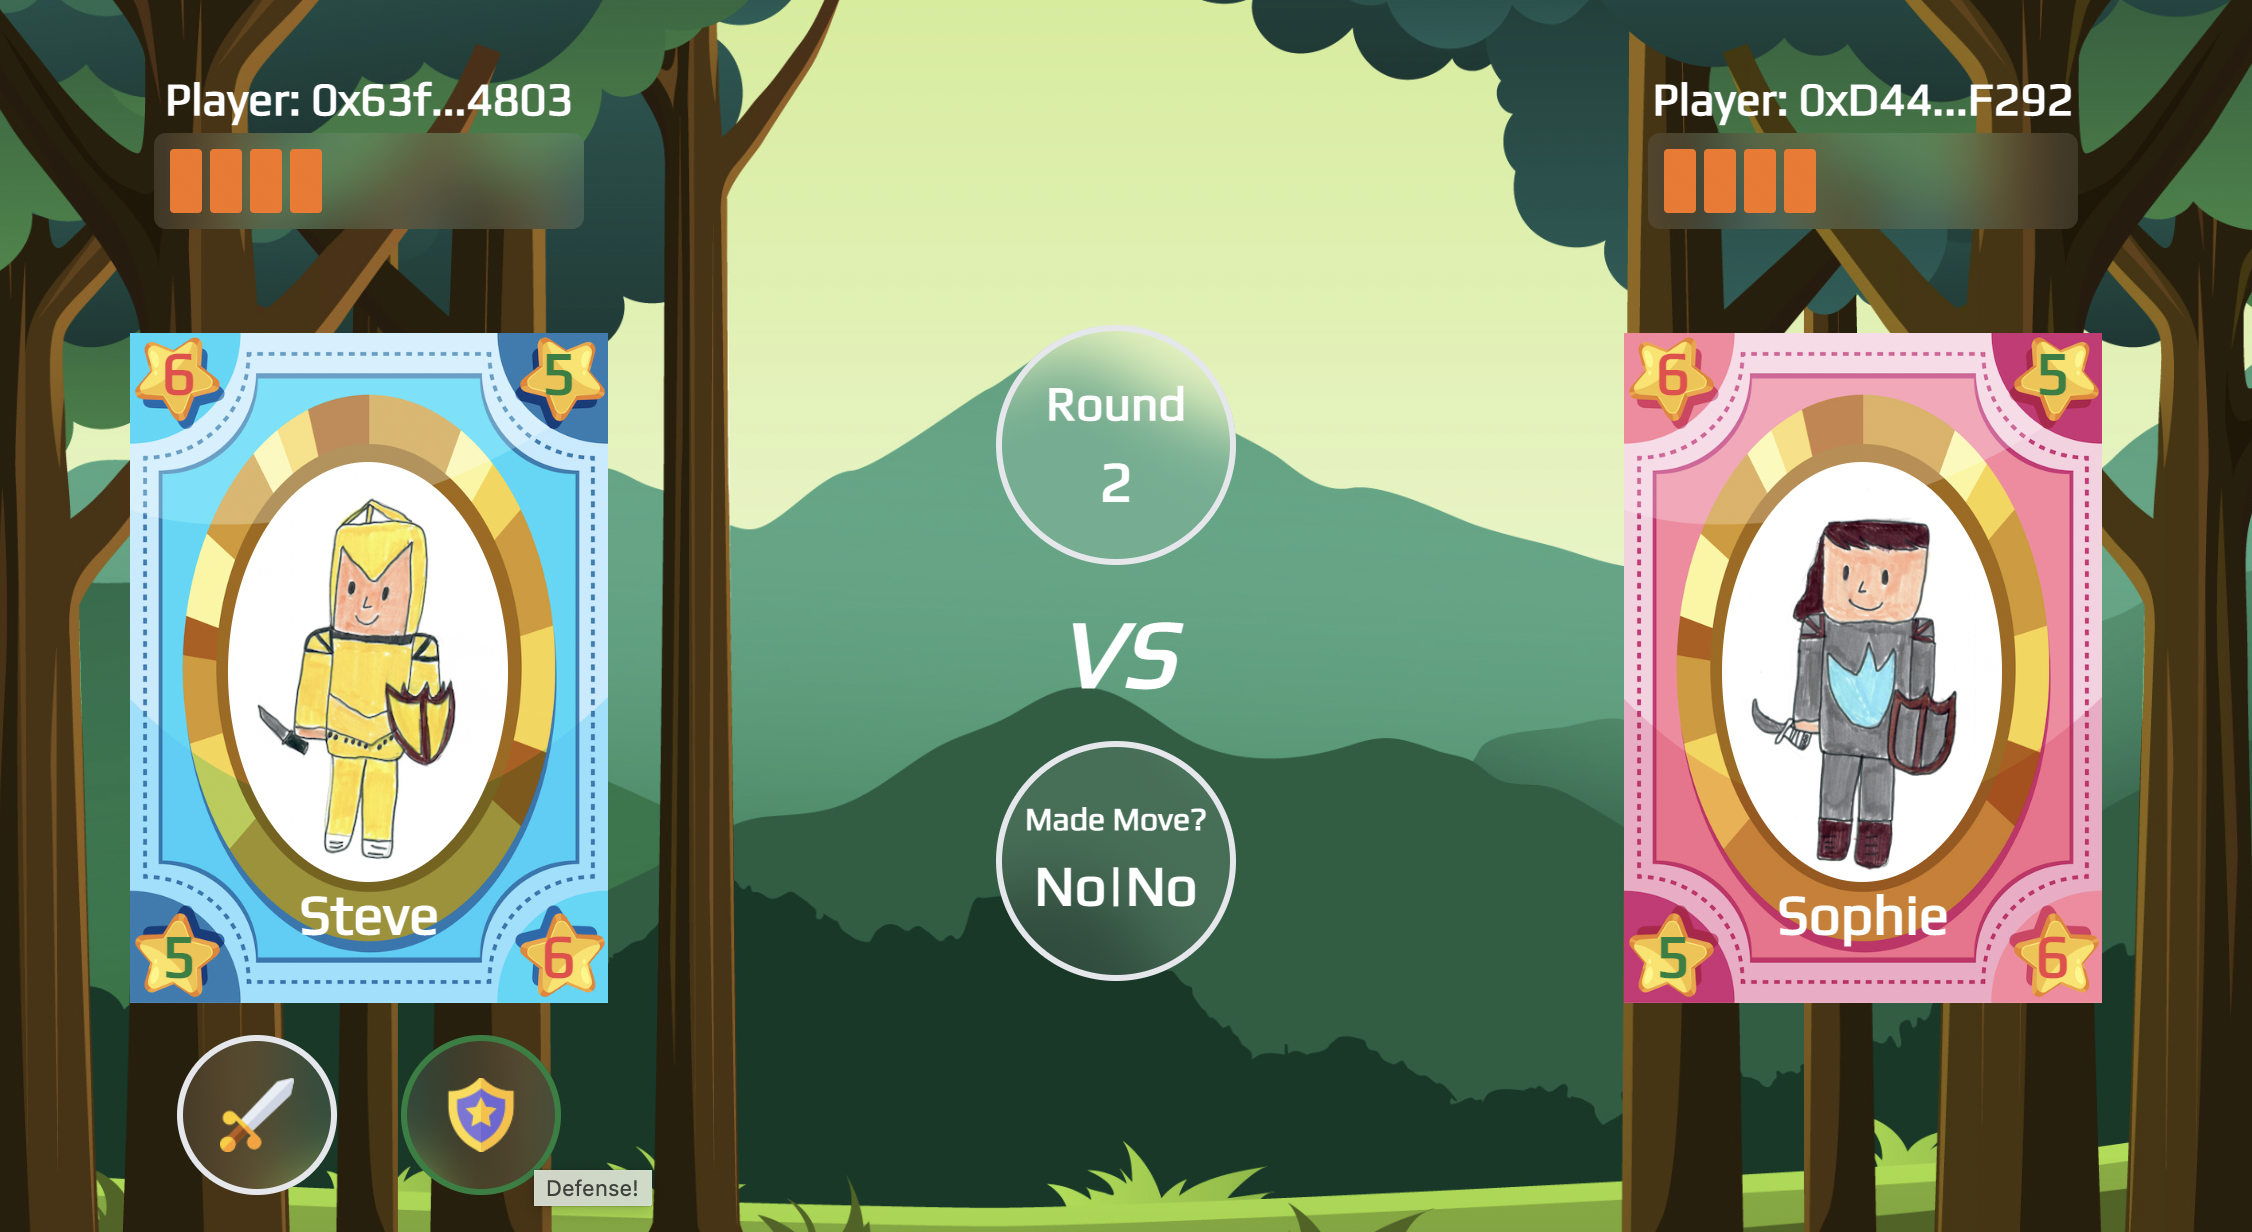 Player: 0x63f...4803
Player: 0xD44...F292
6
5
6
5
Round
2
VS
Made Move?
No|No
Steve
5
6
Sophie
5
6
Defense!